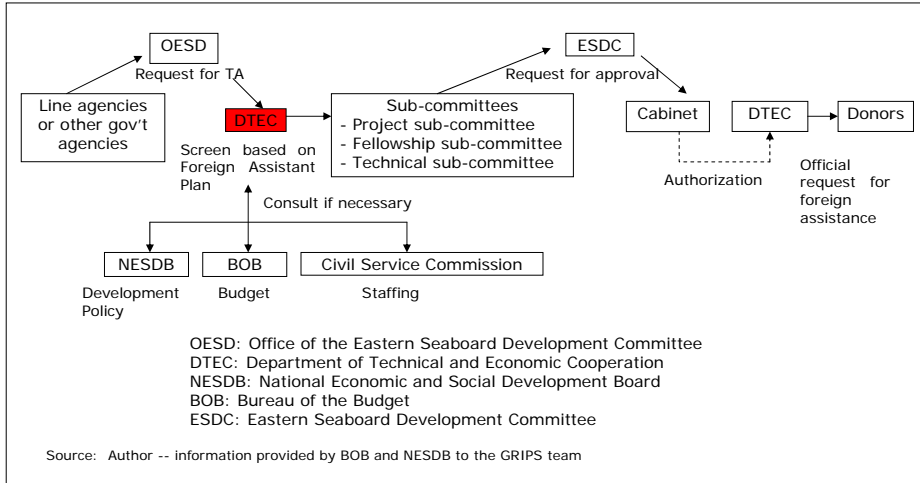 OESD
ESDC
Request for TA
Request for approval
Line agencies
or other gov't
agencies
DTEC
Sub-committees
- Project sub-committee
- Fellowship sub-committee
- Technical sub-committee
Cabinet
DTEC
Donors
Screen based on
Foreign Assistant
Plan
Authorization
Official
request for
foreign
assistance
Consult if necessary
NESDB
BOB
Civil Service Commission
Development
Policy
Budget
Staffing
OESD: Office of the Eastern Seaboard Development Committee
DTEC: Department of Technical and Economic Cooperation
NESDB: National Economic and Social Development Board
BOB: Bureau of the Budget
ESDC: Eastern Seaboard Development Committee
Source: Author -- information provided by BOB and NESDB to the GRIPS team